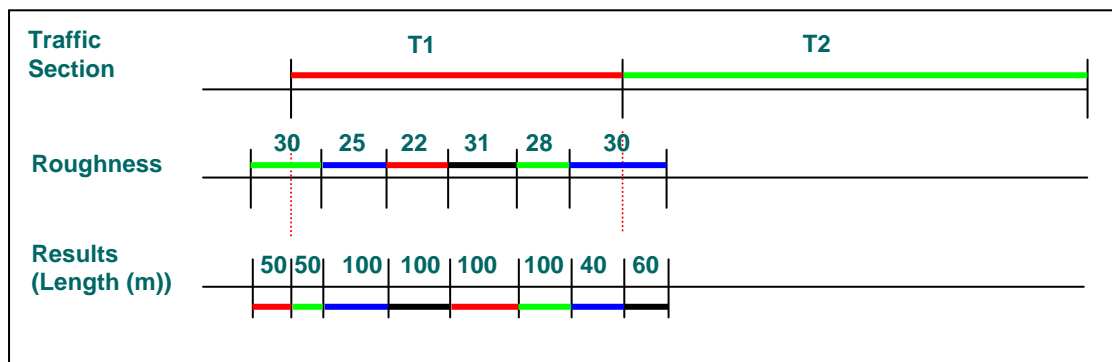 Traffic
Section
T1 T2
Roughness
30 25 22 31 28 30
Results
(Length (m))
50 50 100 100 100 100 40 60